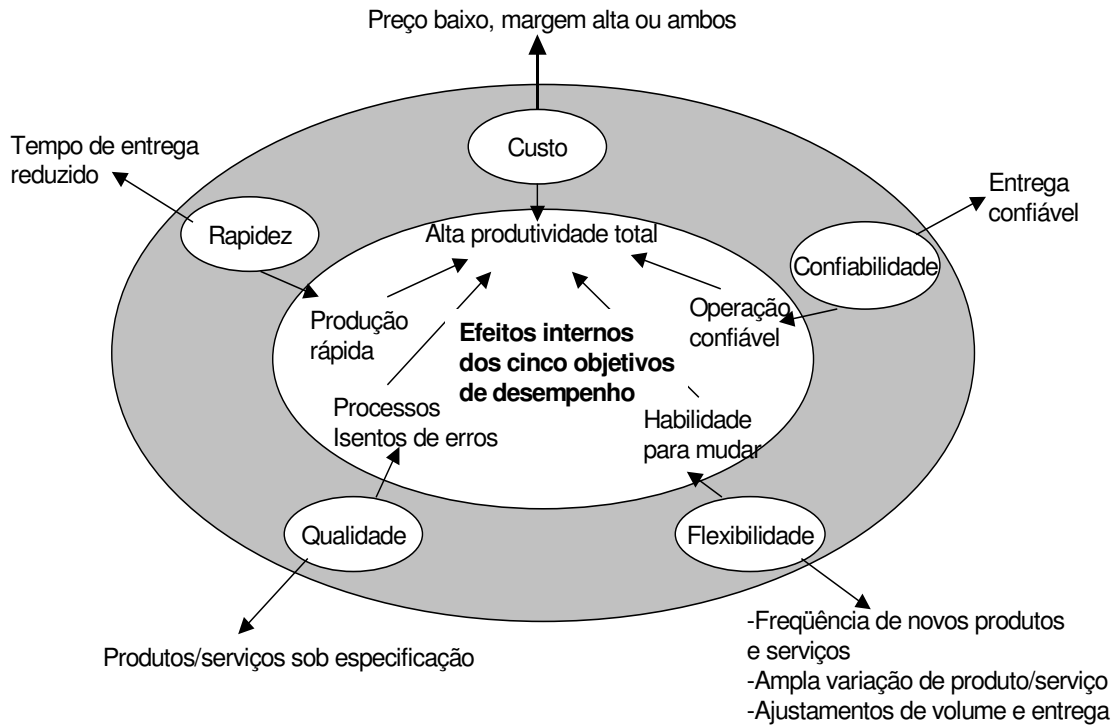 Preço baixo, margem alta ou ambos
Custo
Tempo de entrega
reduzido
Entrega
confiável
Rapidez
Alta produtividade total
Confiabilidade
Produção
rápida
Operação
confiável
Efeitos internos
dos cinco objetivos
de desempenho
Processos
Isentos de erros
Habilidade
para mudar
Qualidade
Flexibilidade
Produtos/serviços sob especificação
-Freqüência de novos produtos
e serviços
-Ampla variação de produto/serviço
-Ajustamentos de volume e entrega